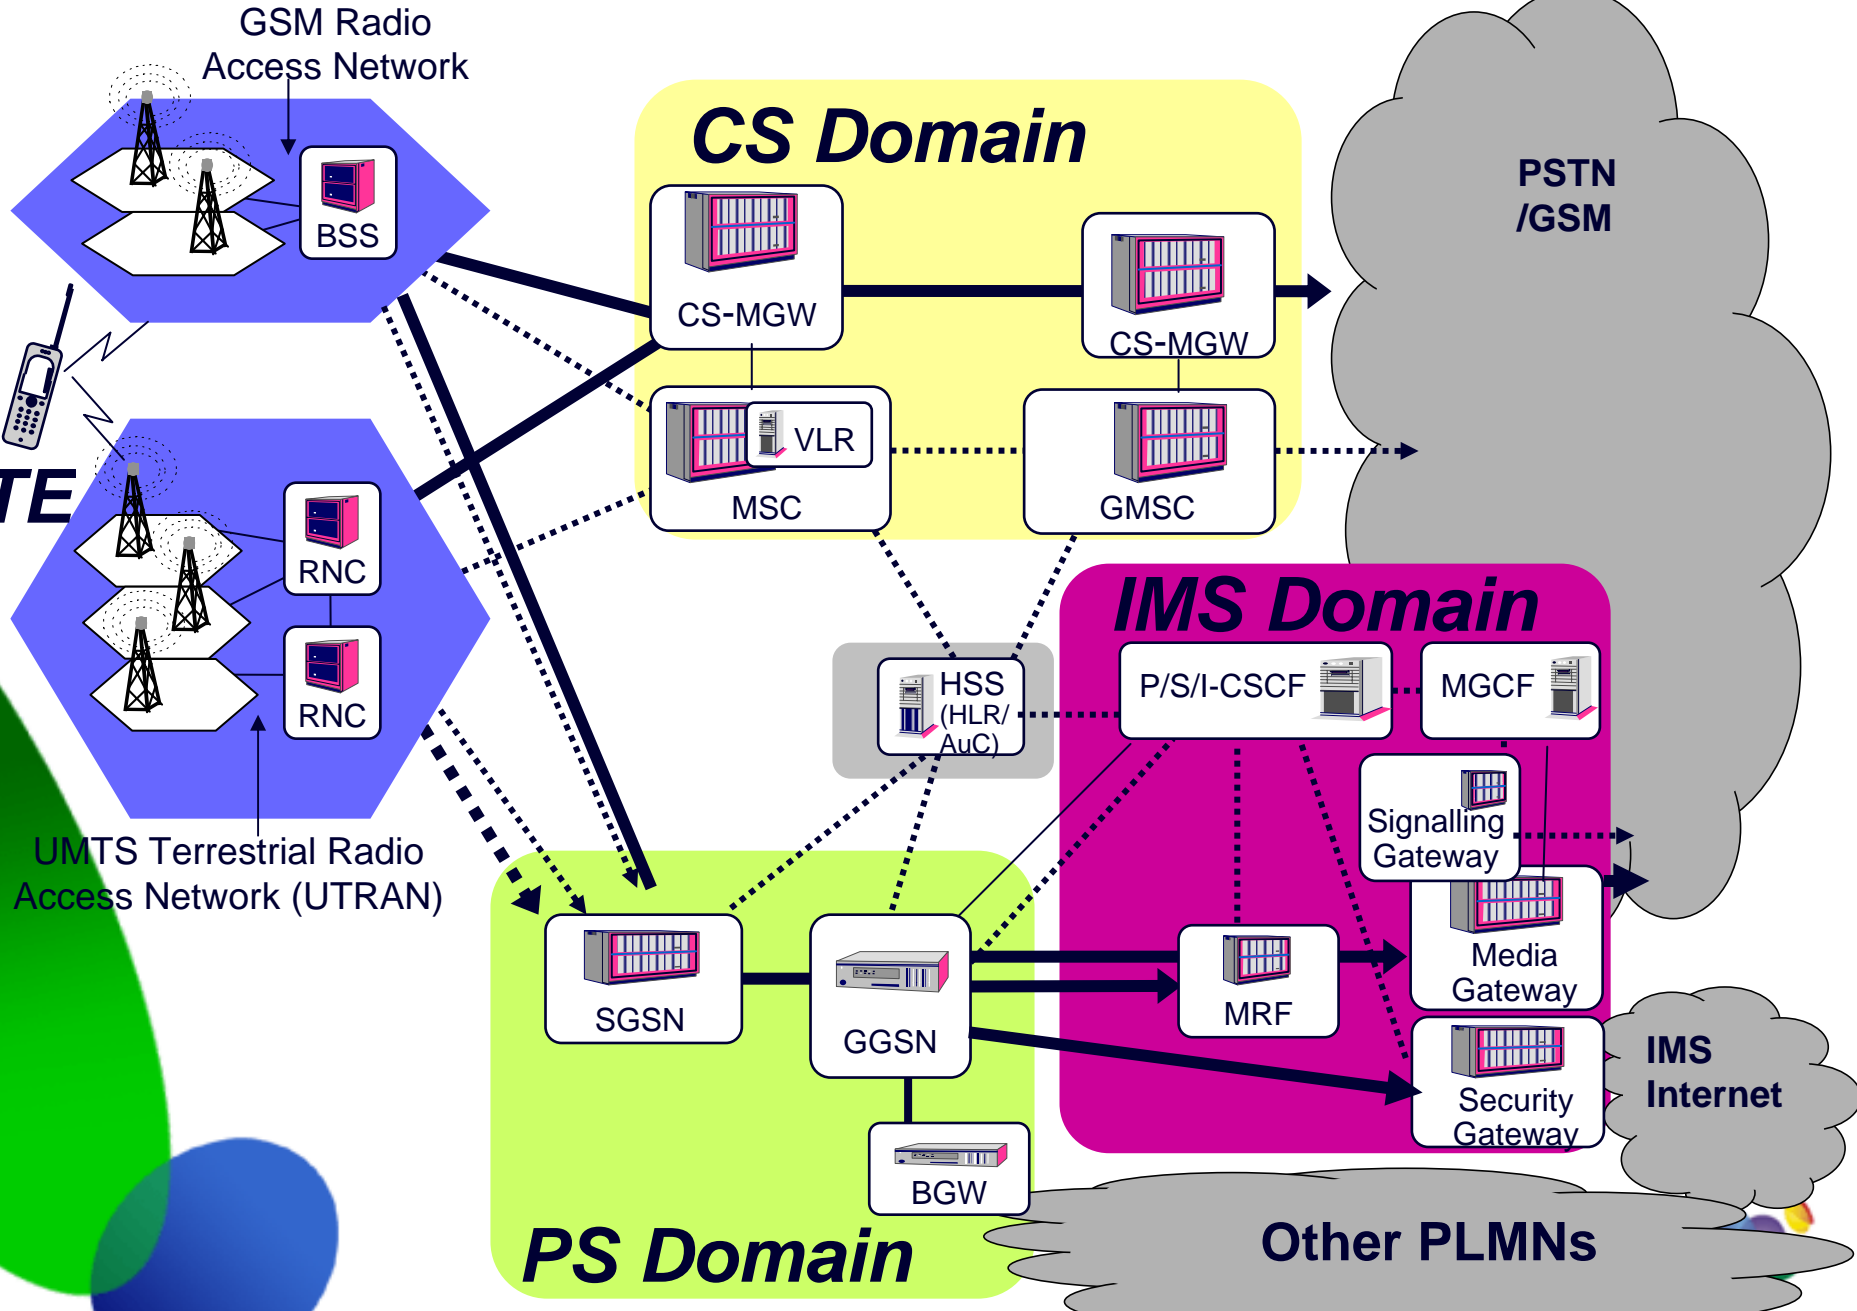 GSM Radio
Access Network
BSS
TE
RNC
RNC
UMTS Terrestrial Radio
Access Network (UTRAN)
CS Domain
CS-MGW
CS-MGW
VLR
MSC
GMSC
PSTN
/GSM
HSS
(HLR/
AuC)
IMS Domain
P/S/I-CSCF
MGCF
Signalling
Gateway
Media
Gateway
MRF
Security
Gateway
IMS
Internet
SGSN
GGSN
BGW
PS Domain
Other PLMNs